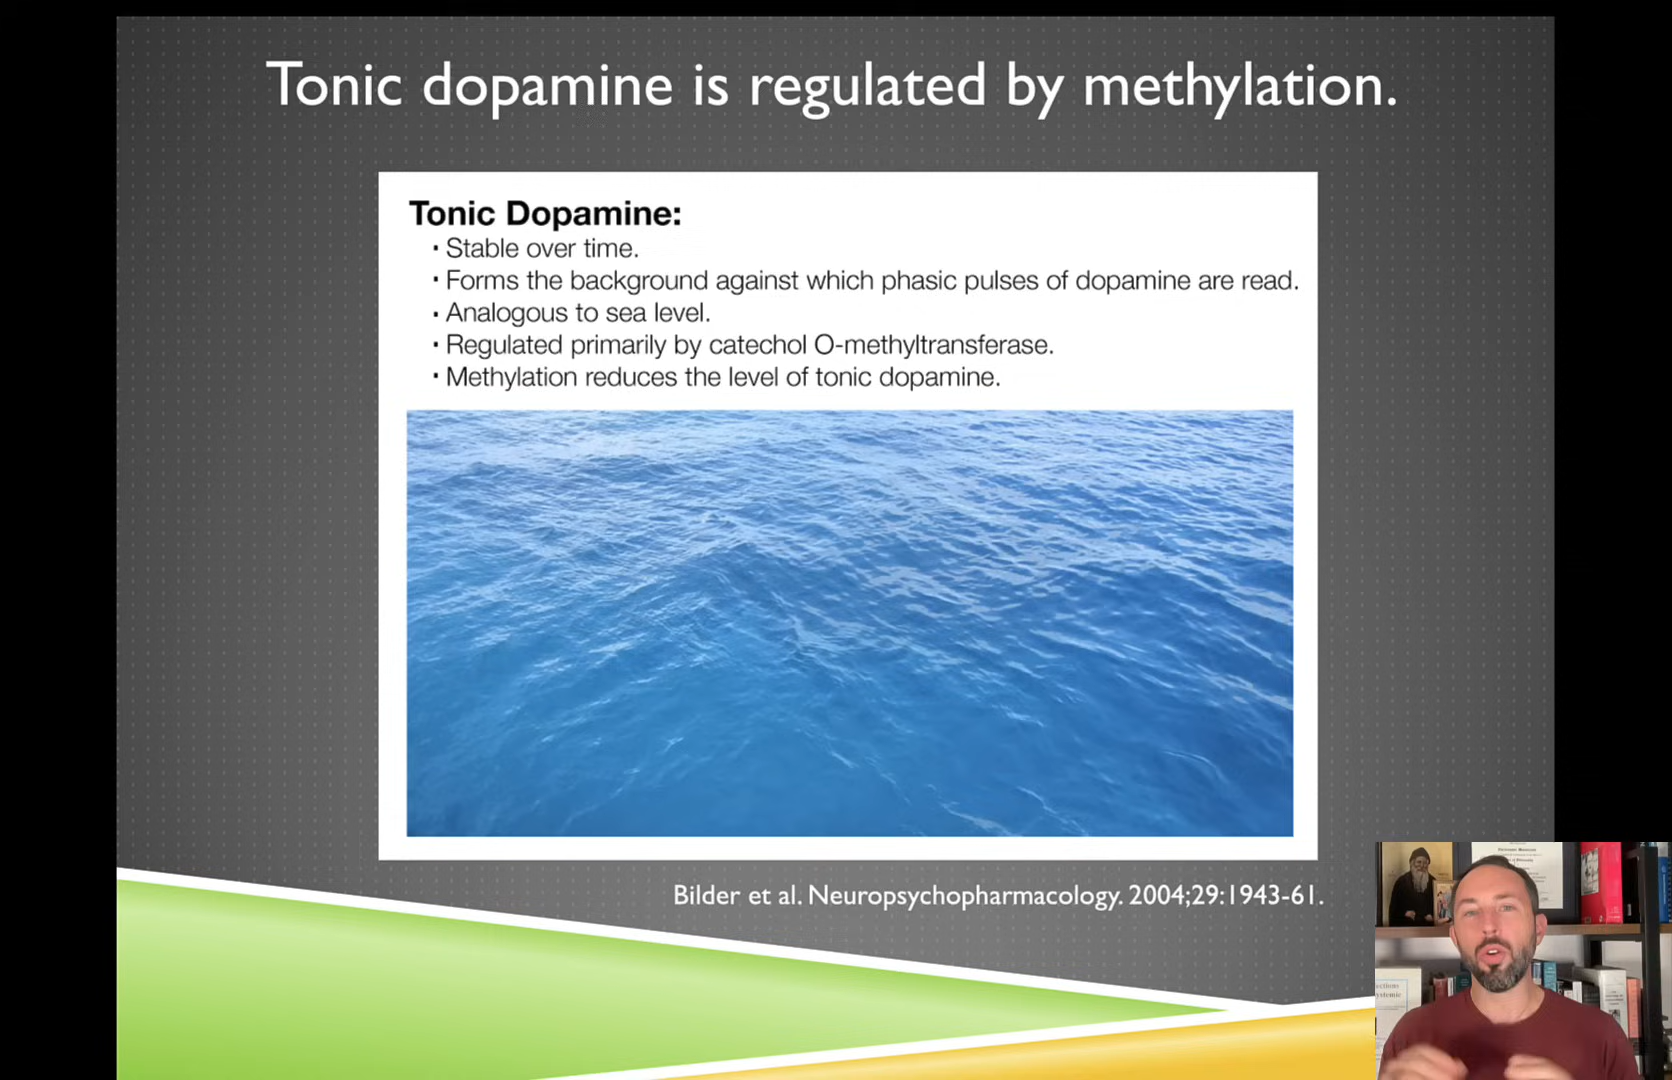 Tonic dopamine is regulated by methylation.
Tonic Dopamine:
· Stable over time.
· Forms the background against which phasic pulses of dopamine are read.
· Analogous to sea level.
· Regulated primarily by catechol O-methyltransferase.
· Methylation reduces the level of tonic dopamine.
Bilder et al. Neuropsychopharmacology. 2004;29:1943-61.